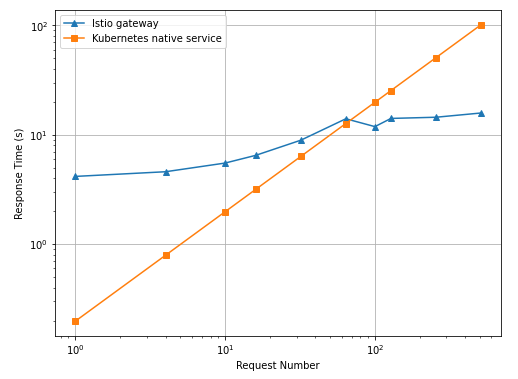 Istio gateway
Kubernetes native service
Response Time (s)
10²
10¹
10⁰
10⁰ 10¹ 10²
Request Number